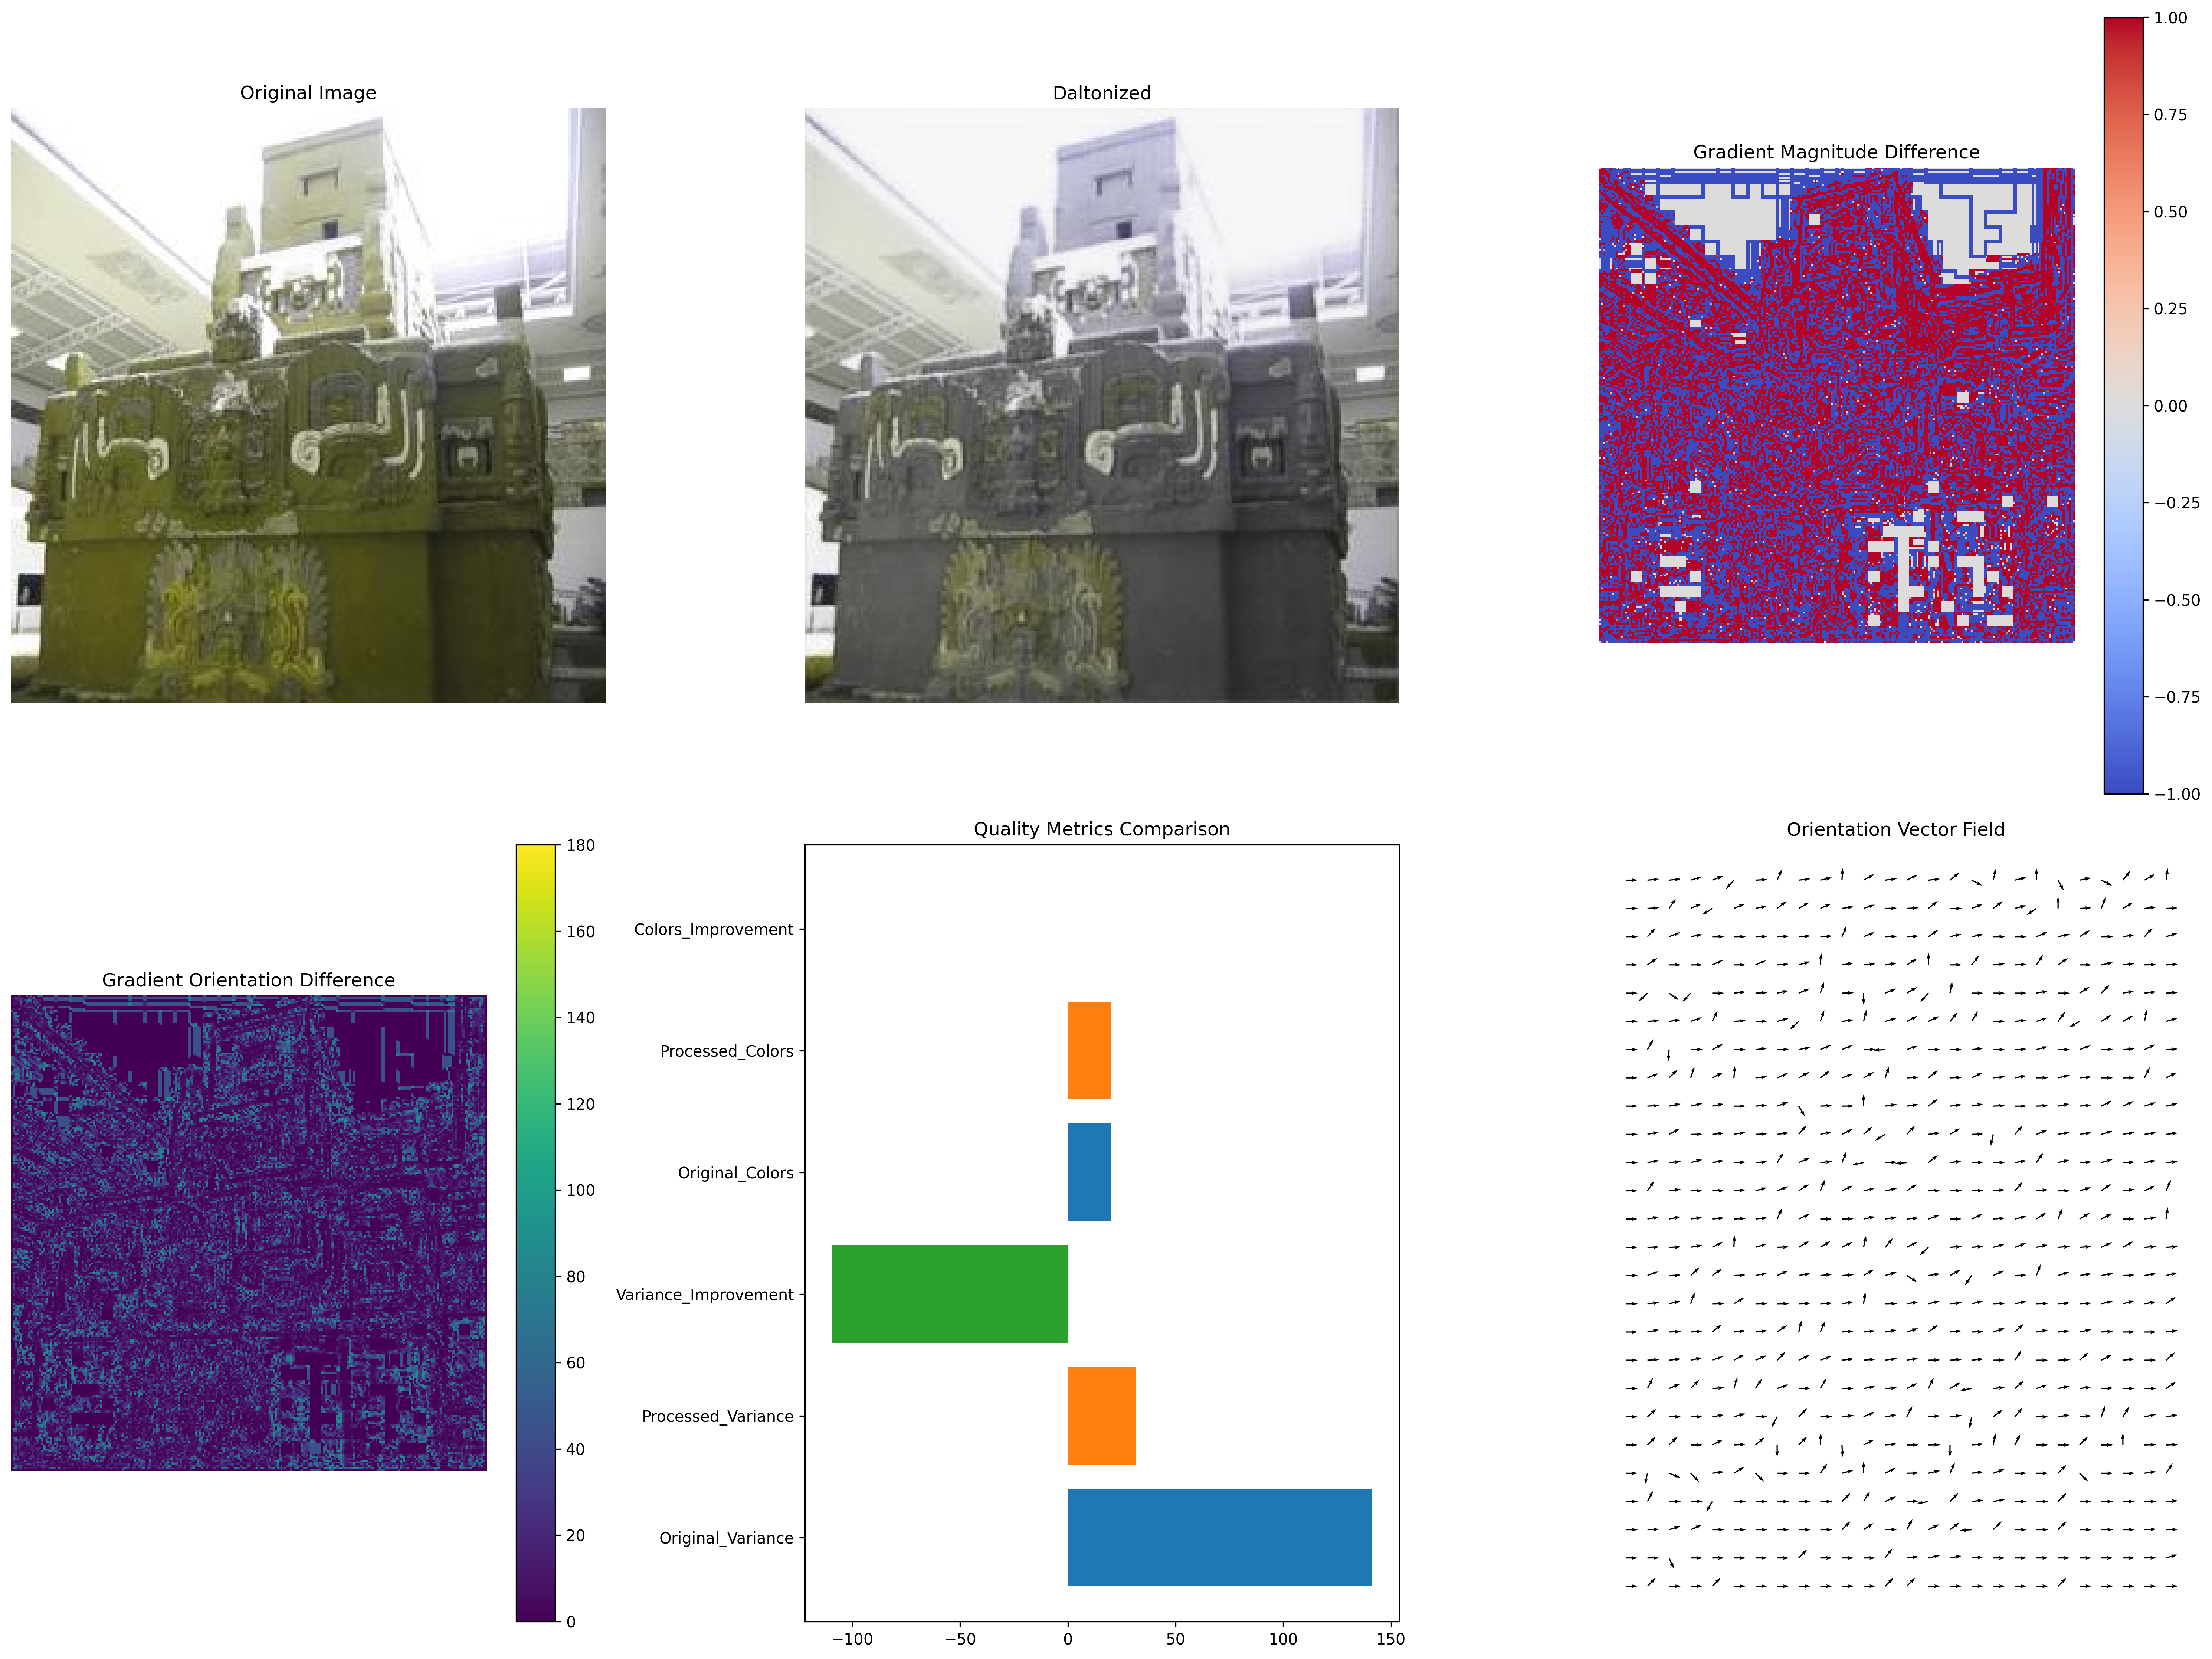 Original Image
Daltonized
Gradient Magnitude Difference
1.00
0.75
0.50
0.25
0.00
−0.25
−0.50
−0.75
−1.00
Gradient Orientation Difference
180
160
140
120
100
80
60
40
20
0
Quality Metrics Comparison
Colors_Improvement
Processed_Colors
Original_Colors
Variance_Improvement
Processed_Variance
Original_Variance
−100
−50
0
50
100
150
Orientation Vector Field